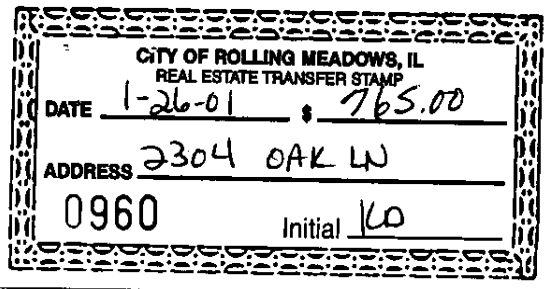 CITY OF ROLLING MEADOWS, IL
REAL ESTATE TRANSFER STAMP
DATE 1-26-01 $ 765.00
ADDRESS 2304 OAK LN
0960 Initial KD